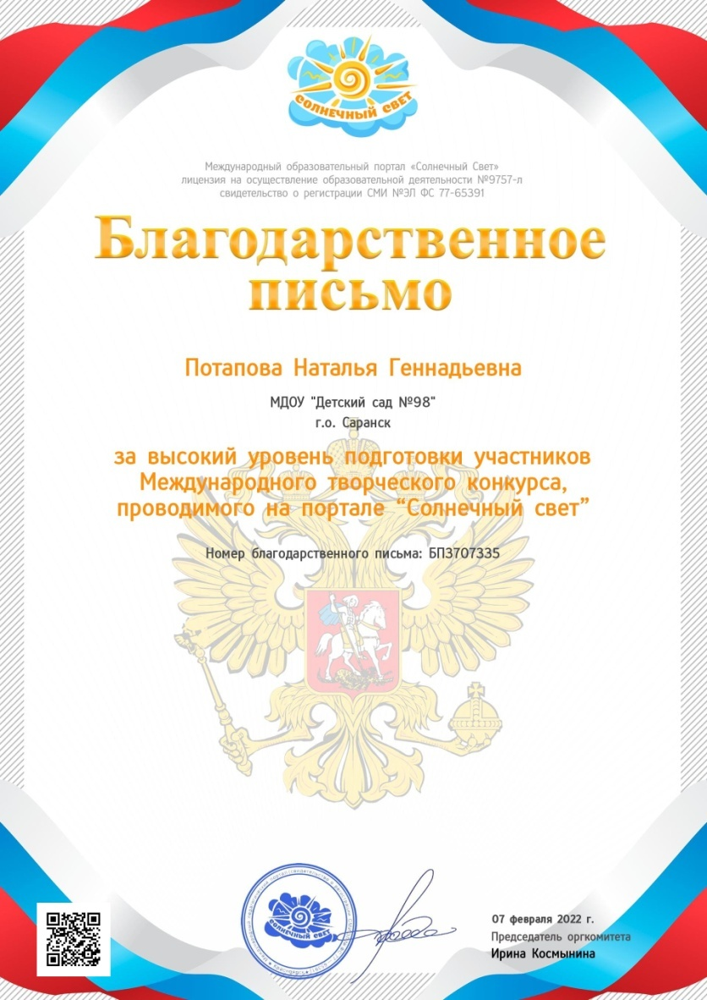 СОЛНЕЧНЫЙ СВЕТ
Международный образовательный портал «Солнечный Свет»
лицензия на осуществление образовательной деятельности №9757-л
свидетельство о регистрации СМИ №ЭЛ ФС 77-65391
Благодарственное
письмо
Потапова Наталья Геннадьевна
МДОУ "Детский сад №98"
г.о. Саранск
за высокий уровень подготовки участников
Международного творческого конкурса,
проводимого на портале “Солнечный свет”
Номер благодарственного письма: БП3707335
СОЛНЕЧНЫЙ СВЕТ
07 февраля 2022 г.
Председатель оргкомитета
Ирина Космынина